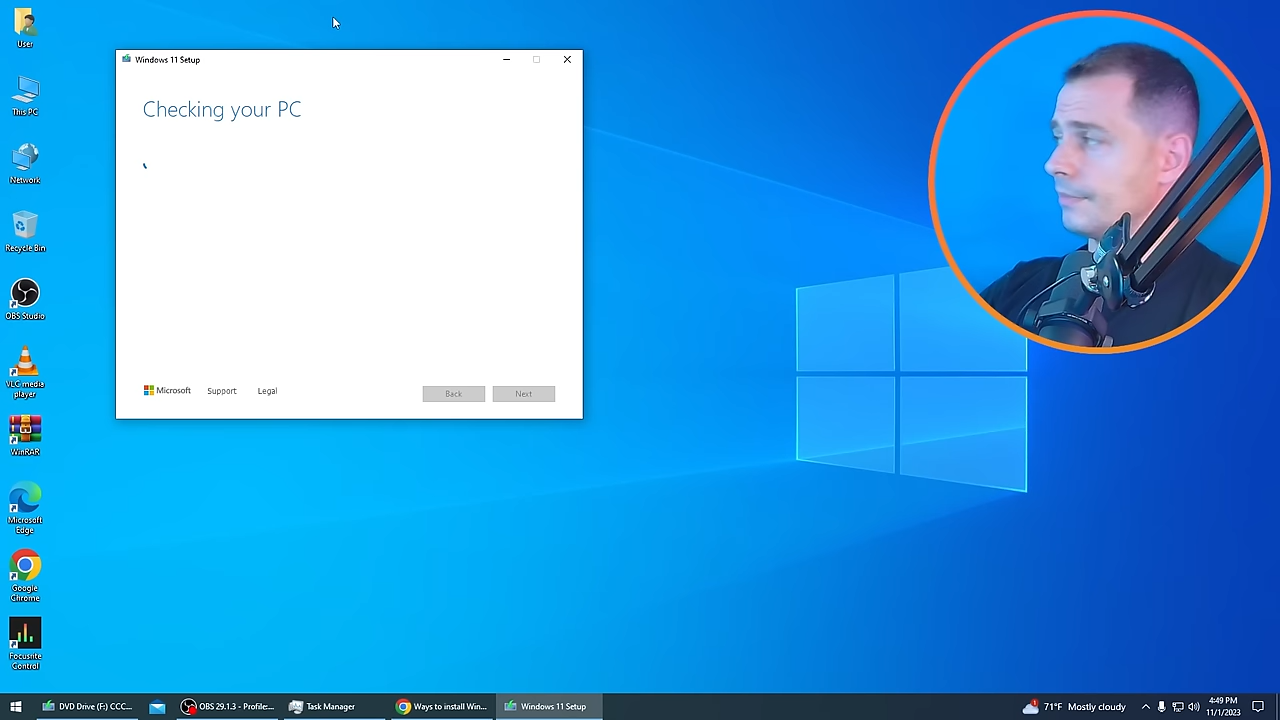 User
This PC
Network
Recycle Bin
OBS Studio
VLC media
player
WinRAR
Microsoft
Edge
Google
Chrome
Focusrite
Control
Windows 11 Setup
Checking your PC
Microsoft
Support
Legal
Back
Next
DVD Drive (F:) CCC...
OBS 29.1.3 - Profile:...
Task Manager
Ways to install Win...
Windows 11 Setup
71°F Mostly cloudy
4:49 PM
11/1/2023